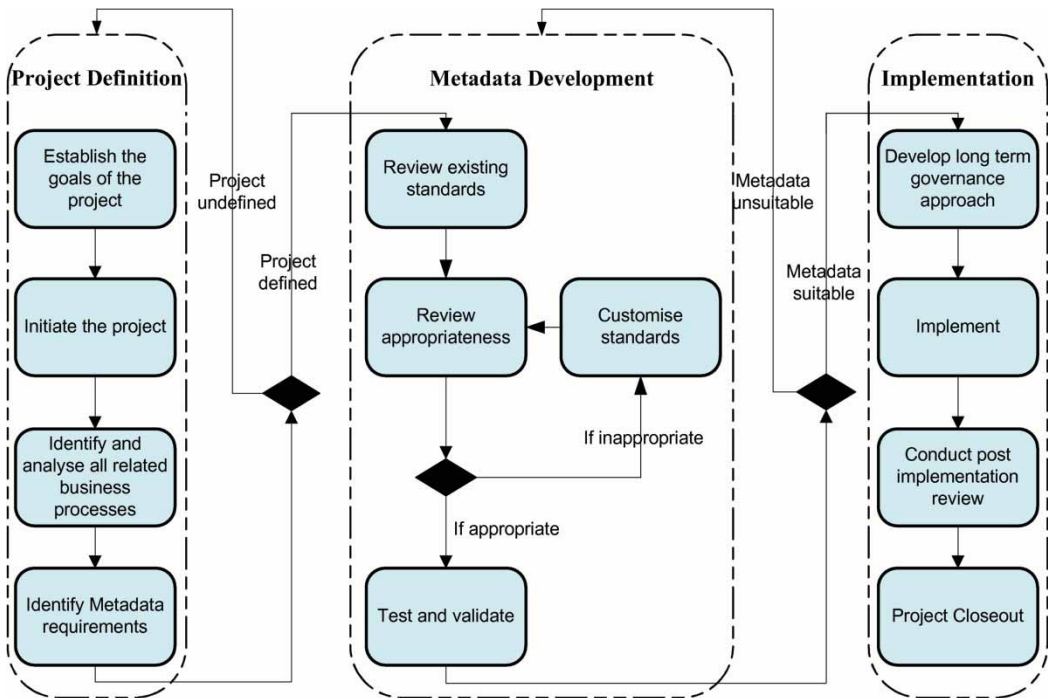 Project Definition
Establish the
goals of the
project
Initiate the project
Identify and
analyse all related
business
processes
Identify Metadata
requirements
Project
undefined
Project
defined
Metadata Development
Review existing
standards
Review
appropriateness
Customise
standards
If inappropriate
If appropriate
Test and validate
Metadata
unsuitable
Metadata
suitable
Implementation
Develop long term
governance
approach
Implement
Conduct post
implementation
review
Project Closeout